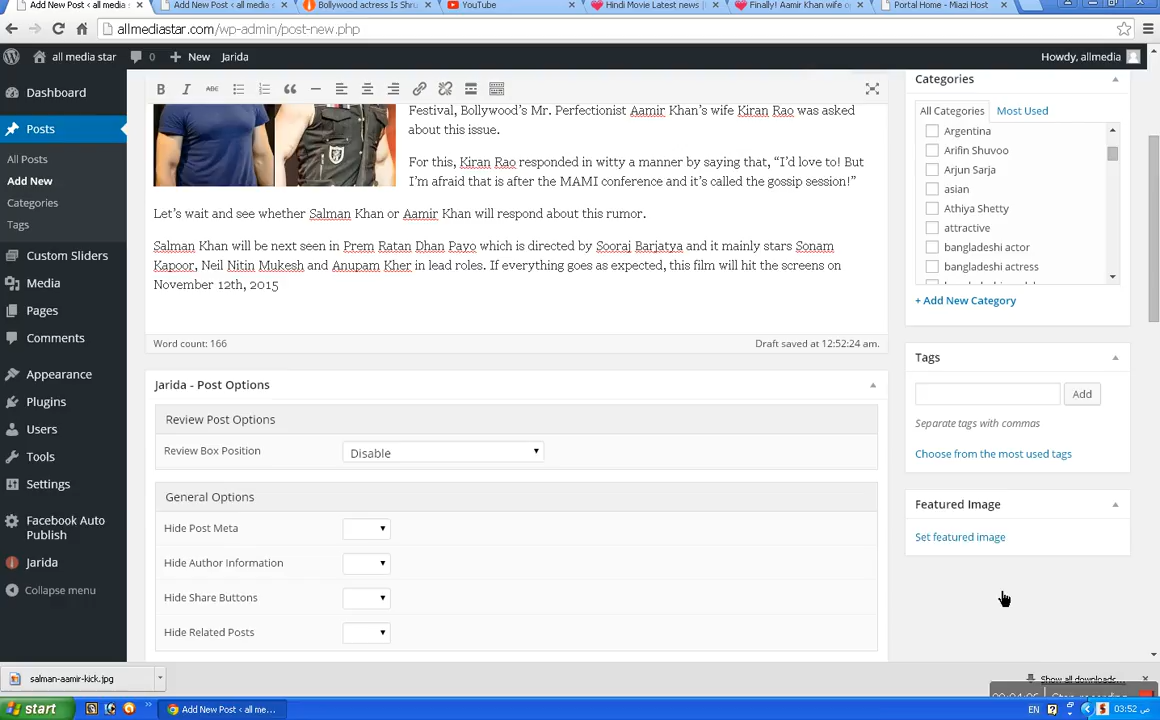 Add New Post < all media s
Add New Post < all media s
Bollywood actress Is Shru
YouTube
Hindi Movie Latest news |
Finally! Aamir Khan wife o
Portal Home - Miazi Host
allmediastar.com/wp-admin/post-new.php
all media star
0
New
Jarida
Howdy, allmedia
Dashboard
Posts
All Posts
Add New
Categories
Tags
Custom Sliders
Media
Pages
Comments
Appearance
Plugins
Users
Tools
Settings
Facebook Auto
Publish
Jarida
Collapse menu
B I ABC
Festival, Bollywood's Mr. Perfectionist Aamir Khan's wife Kiran Rao was asked
about this issue.
For this, Kiran Rao responded in witty a manner by saying that, “I'd love to! But
I'm afraid that is after the MAMI conference and it's called the gossip session!”
Let's wait and see whether Salman Khan or Aamir Khan will respond about this rumor.
Salman Khan will be next seen in Prem Ratan Dhan Payo which is directed by Sooraj Barjatya and it mainly stars Sonam
Kapoor, Neil Nitin Mukesh and Anupam Kher in lead roles. If everything goes as expected, this film will hit the screens on
November 12th, 2015
Word count: 166
Draft saved at 12:52:24 am.
Jarida - Post Options
Review Post Options
Review Box Position
Disable
General Options
Hide Post Meta
Hide Author Information
Hide Share Buttons
Hide Related Posts
Categories
All Categories
Most Used
Argentina
Arifin Shuvoo
Arjun Sarja
asian
Athiya Shetty
attractive
bangladeshi actor
bangladeshi actress
+ Add New Category
Tags
Add
Separate tags with commas
Choose from the most used tags
Featured Image
Set featured image
salman-aamir-kick.jpg
Show all downloads...
start
Add New Post < all me...
EN
03:52 ص